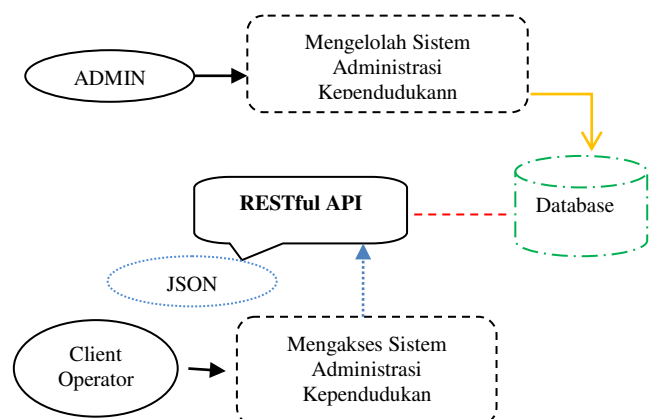 ADMIN
Mengelolah Sistem
Administrasi
Kependudukann
RESTful API
Database
JSON
Client
Operator
Mengakses Sistem
Administrasi
Kependudukan